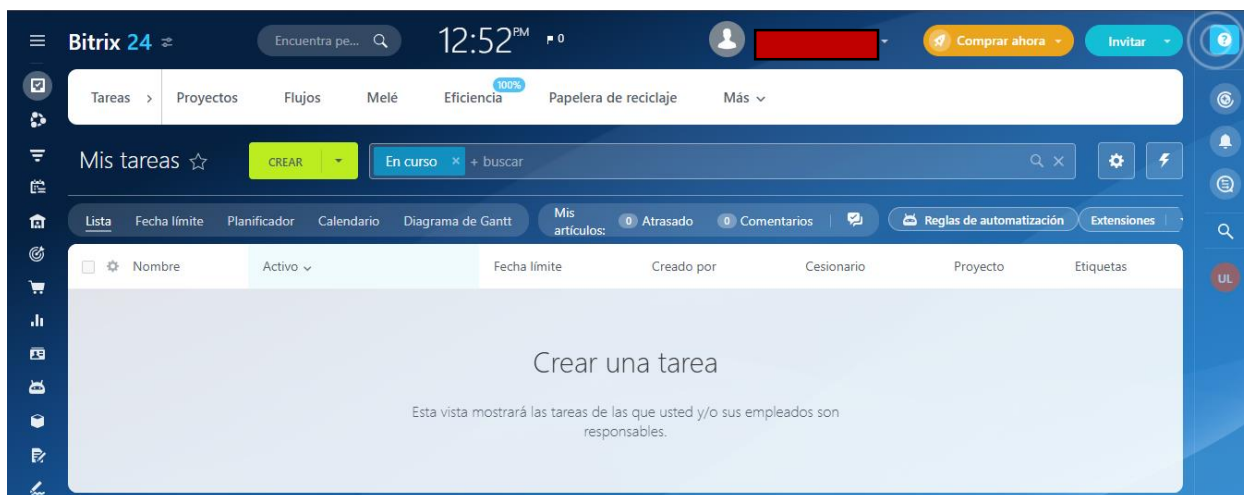 Bitrix 24
Encuentra pe...
12:52 PM
0
Comprar ahora
Invitar
?
Tareas > Proyectos Flujos Melé Eficiencia 100% Papelera de reciclaje Más
Mis tareas
CREAR
En curso × + buscar
Lista Fecha límite Planificador Calendario Diagrama de Gantt
Mis
artículos:
0 Atrasado 0 Comentarios
Reglas de automatización
Extensiones
Nombre Activo Fecha límite Creado por Cesionario Proyecto Etiquetas
UL
Crear una tarea
Esta vista mostrará las tareas de las que usted y/o sus empleados son
responsables.